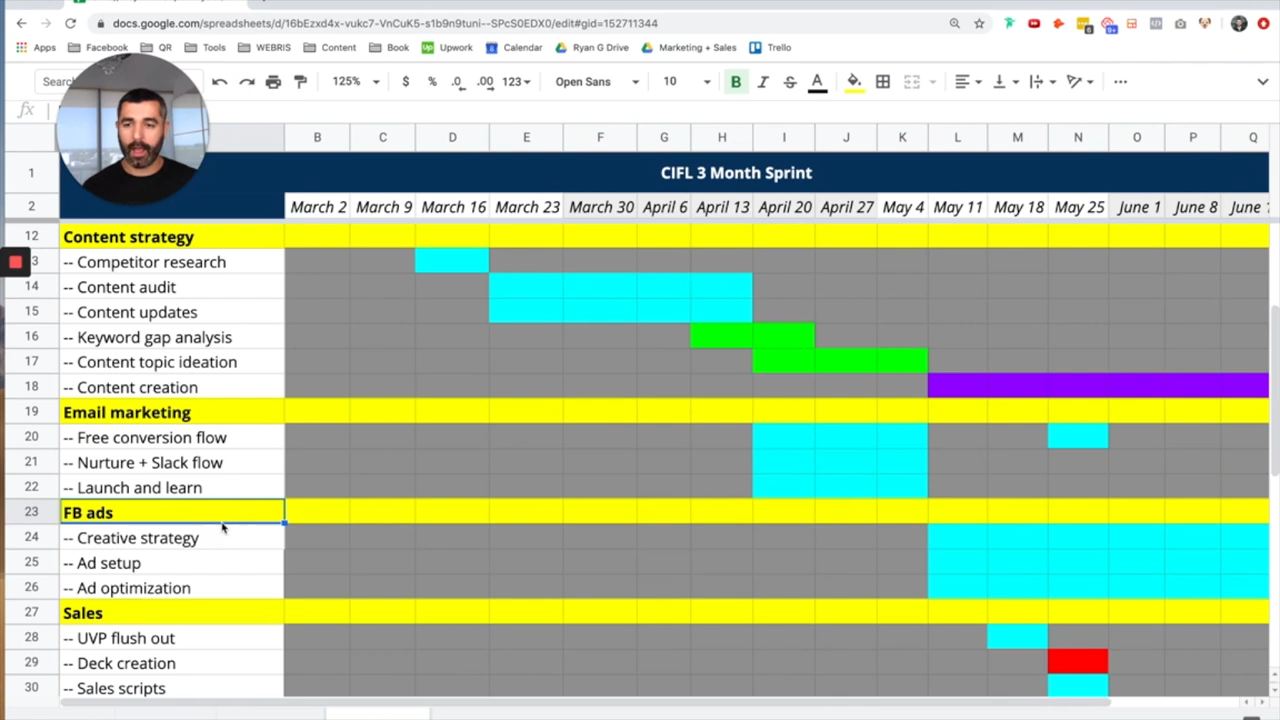 docs.google.com/spreadsheets/d/16bEzxd4x-vukc7-VnCuK5-s1b9n9tuni--SPcS0EDX0/edit#gid=152711344
Apps Facebook QR Tools WEBRIS Content Book Up Upwork Calendar Ryan G Drive Marketing + Sales Trello
Sear 125% $ % .0 .00 123 Open Sans 10 B I S A
fx
B C D E F G H I J K L M N O P Q
1 CIFL 3 Month Sprint
2 March 2 March 9 March 16 March 23 March 30 April 6 April 13 April 20 April 27 May 4 May 11 May 18 May 25 June 1 June 8 June
12 Content strategy
3 -- Competitor research
14 -- Content audit
15 -- Content updates
16 -- Keyword gap analysis
17 -- Content topic ideation
18 -- Content creation
19 Email marketing
20 -- Free conversion flow
21 -- Nurture + Slack flow
22 -- Launch and learn
23 FB ads
24 -- Creative strategy
25 -- Ad setup
26 -- Ad optimization
27 Sales
28 -- UVP flush out
29 -- Deck creation
30 -- Sales scripts